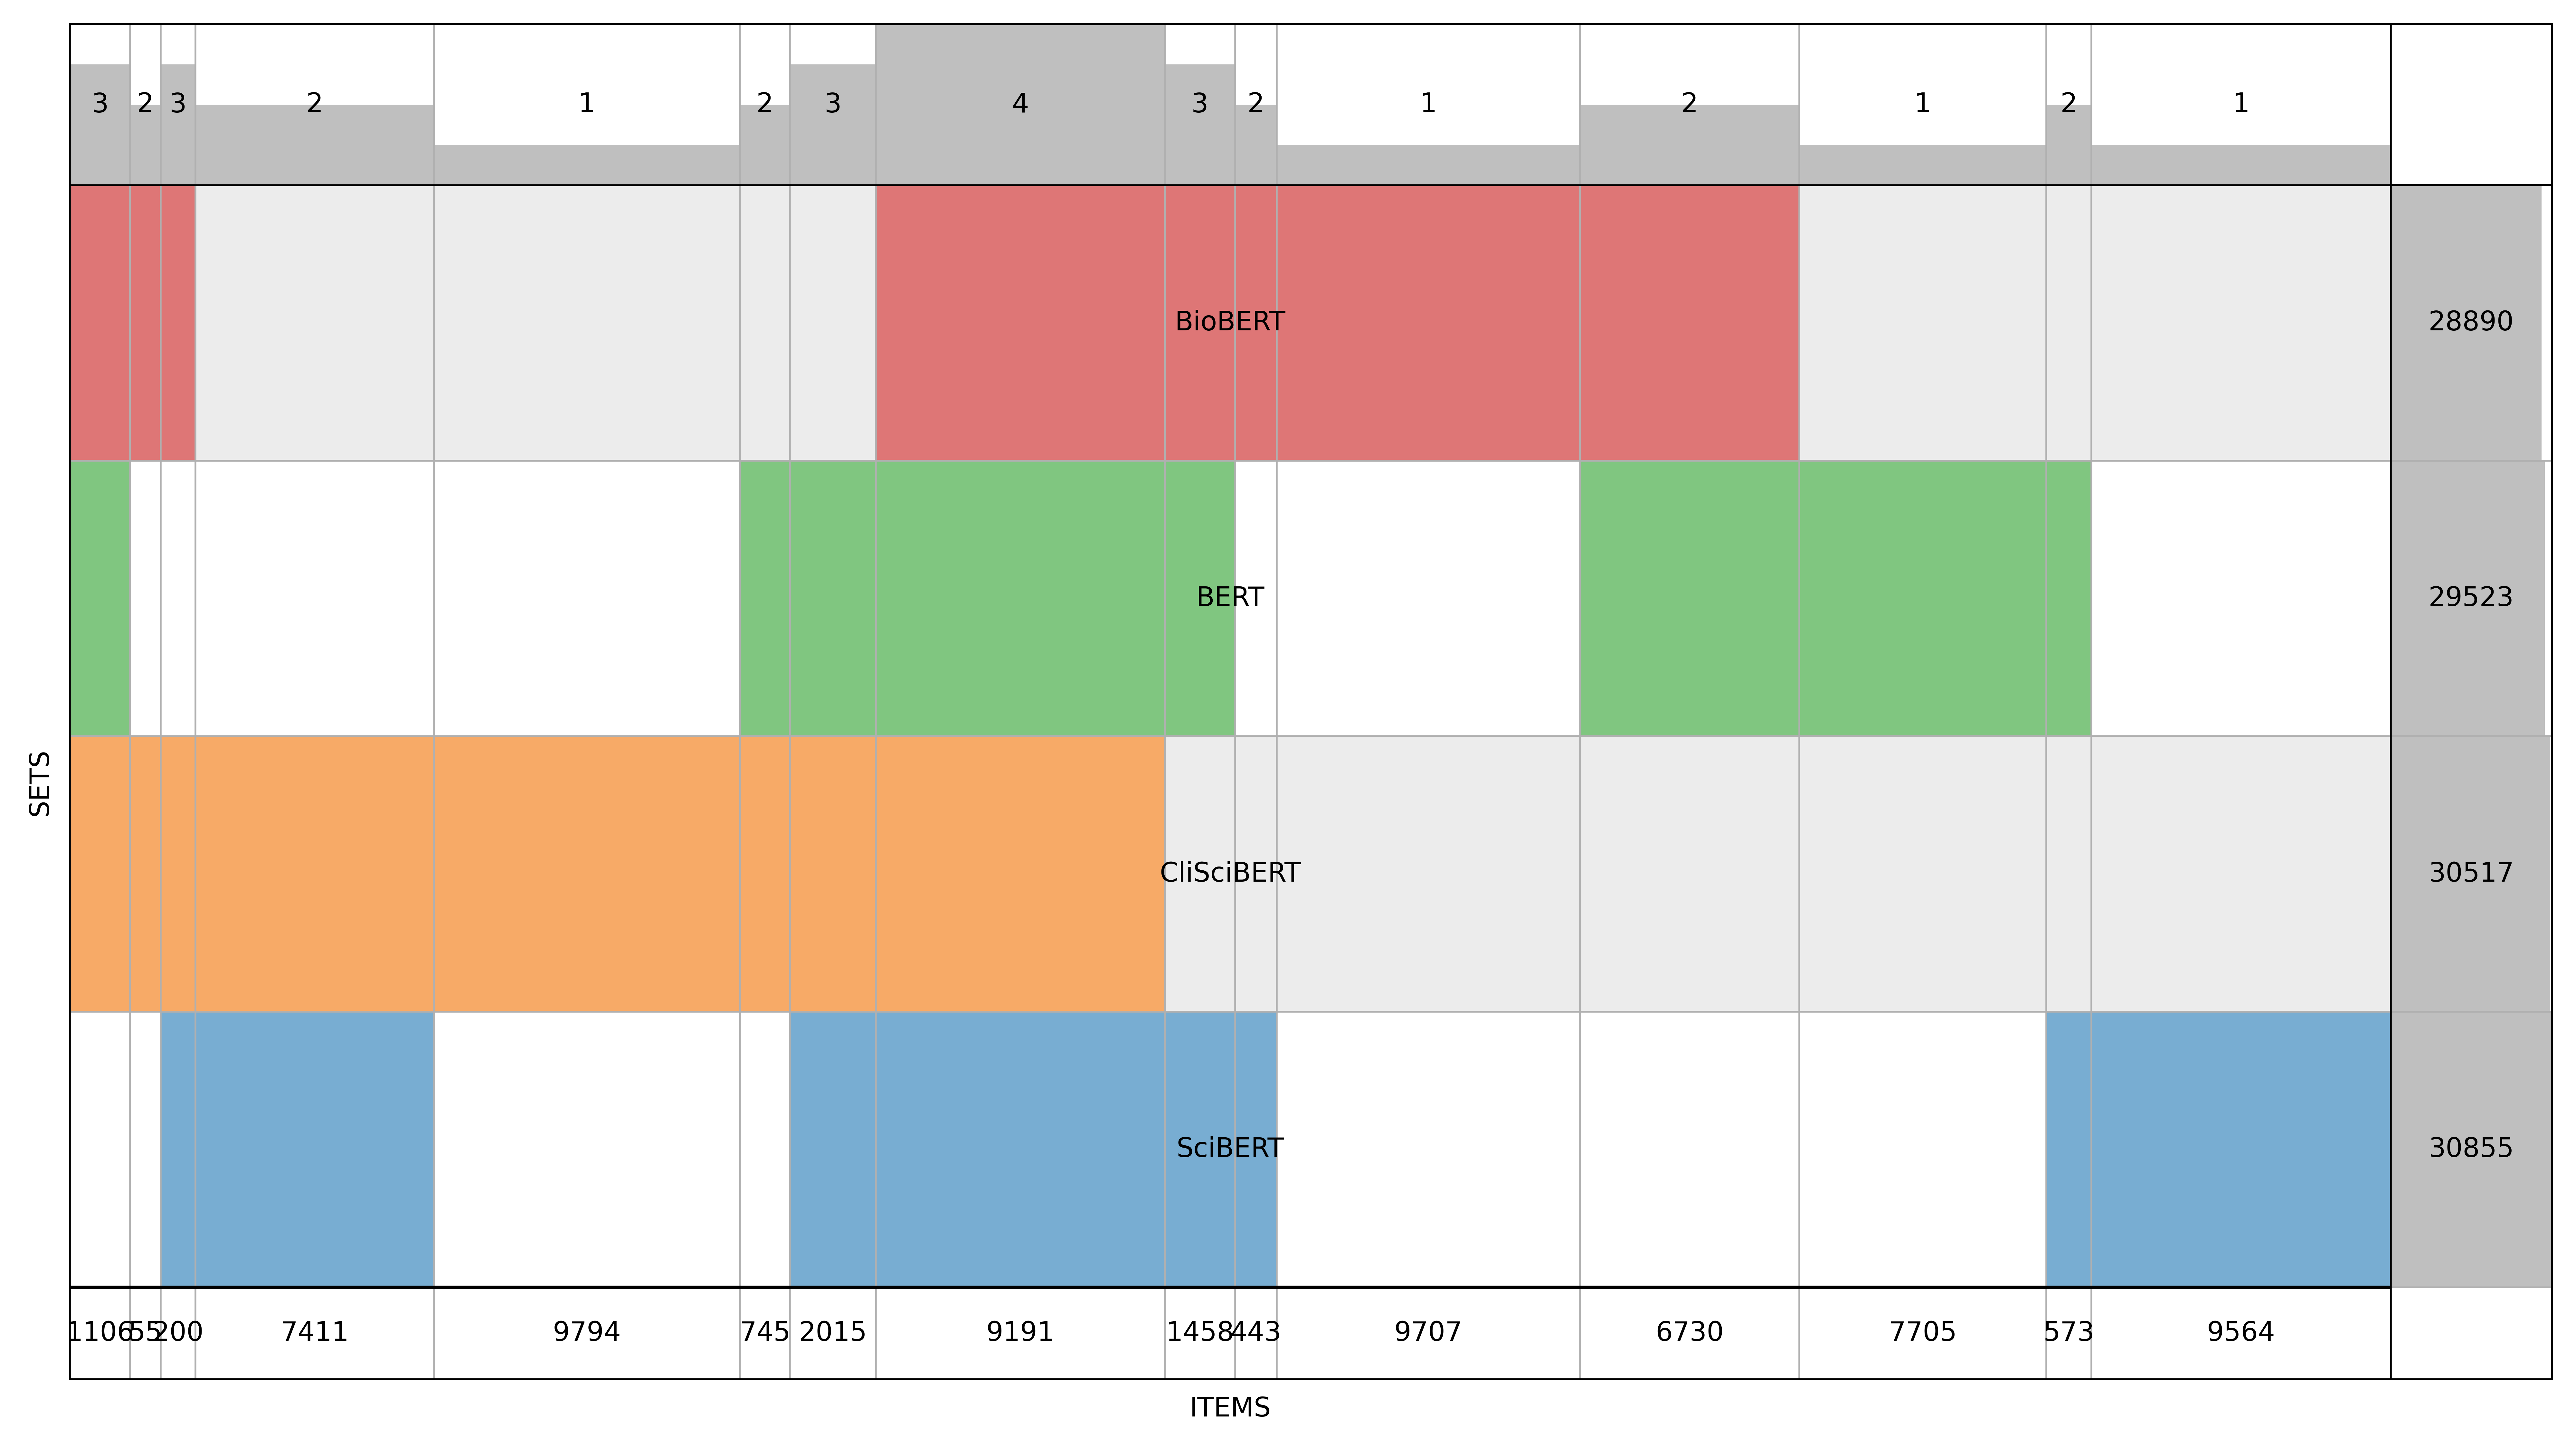 3 2 3 2 1 2 3 4 3 2 1 2 1 2 1
BioBERT 28890
BERT 29523
CliSciBERT 30517
SciBERT 30855
SETS
1106 55 200 7411 9794 745 2015 9191 1458 443 9707 6730 7705 573 9564
ITEMS